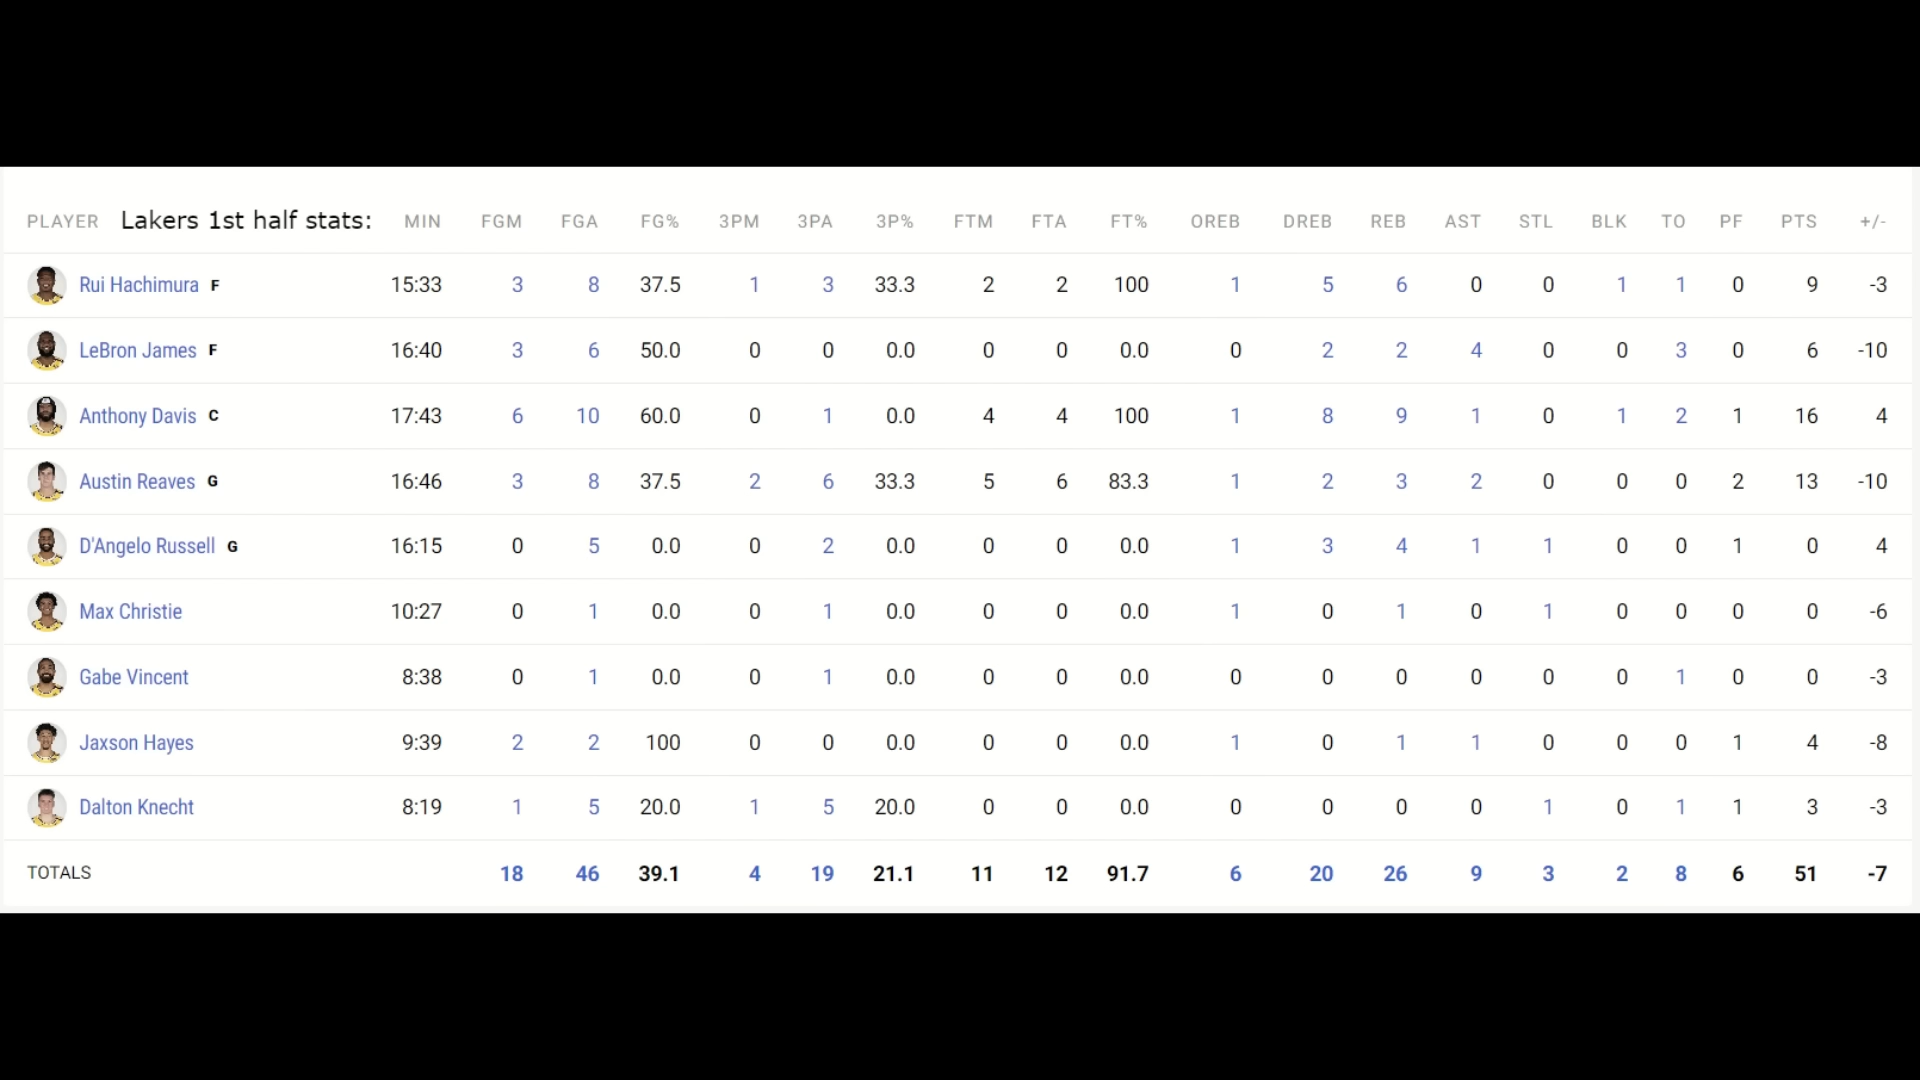 PLAYER Lakers 1st half stats: MIN FGM FGA FG% 3PM 3PA 3P% FTM FTA FT% OREB DREB REB AST STL BLK TO PF PTS +/-
Rui Hachimura F 15:33 3 8 37.5 1 3 33.3 2 2 100 1 5 6 0 0 1 1 0 9 -3
LeBron James F 16:40 3 6 50.0 0 0 0.0 0 0 0.0 0 2 2 4 0 0 3 0 6 -10
Anthony Davis C 17:43 6 10 60.0 0 1 0.0 4 4 100 1 8 9 1 0 1 2 1 16 4
Austin Reaves G 16:46 3 8 37.5 2 6 33.3 5 6 83.3 1 2 3 2 0 0 0 2 13 -10
D'Angelo Russell G 16:15 0 5 0.0 0 2 0.0 0 0 0.0 1 3 4 1 1 0 0 1 0 4
Max Christie 10:27 0 1 0.0 0 1 0.0 0 0 0.0 1 0 1 0 1 0 0 0 0 -6
Gabe Vincent 8:38 0 1 0.0 0 1 0.0 0 0 0.0 0 0 0 0 0 0 1 0 0 -3
Jaxson Hayes 9:39 2 2 100 0 0 0.0 0 0 0.0 1 0 1 1 0 0 0 1 4 -8
Dalton Knecht 8:19 1 5 20.0 1 5 20.0 0 0 0.0 0 0 0 0 1 0 1 1 3 -3
TOTALS 18 46 39.1 4 19 21.1 11 12 91.7 6 20 26 9 3 2 8 6 51 -7